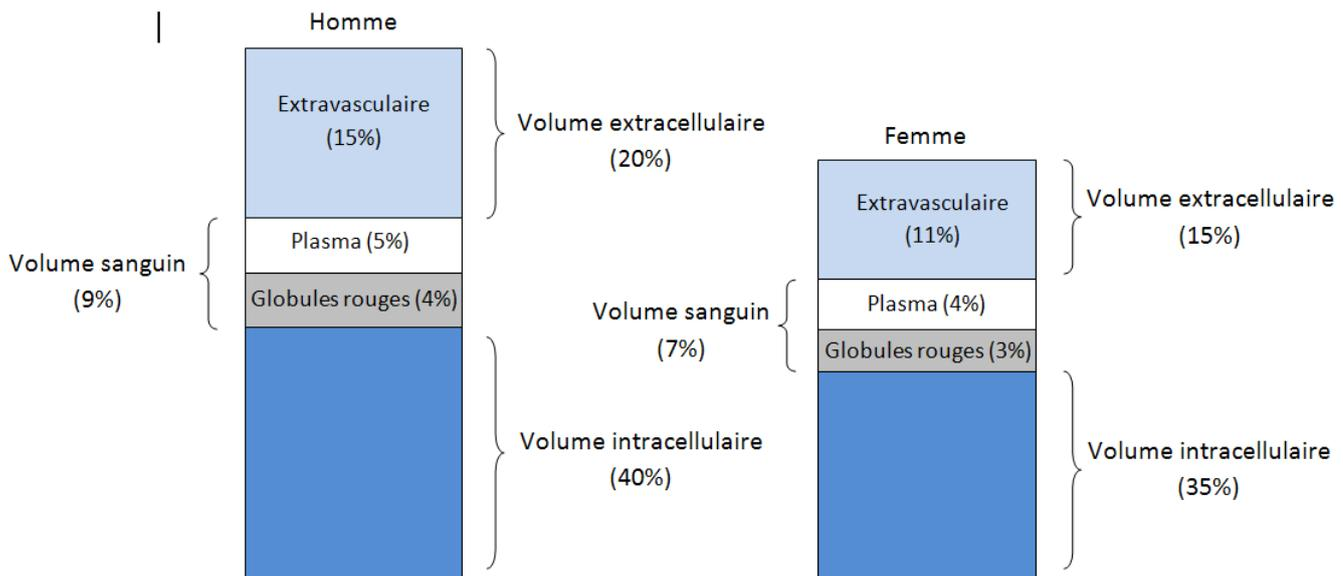 Homme
Extravasculaire
(15%)
Volume extracellulaire
(20%)
Plasma (5%)
Volume sanguin
(9%)
Globules rouges (4%)
Volume intracellulaire
(40%)
Femme
Extravasculaire
(11%)
Volume extracellulaire
(15%)
Plasma (4%)
Volume sanguin
(7%)
Globules rouges (3%)
Volume intracellulaire
(35%)